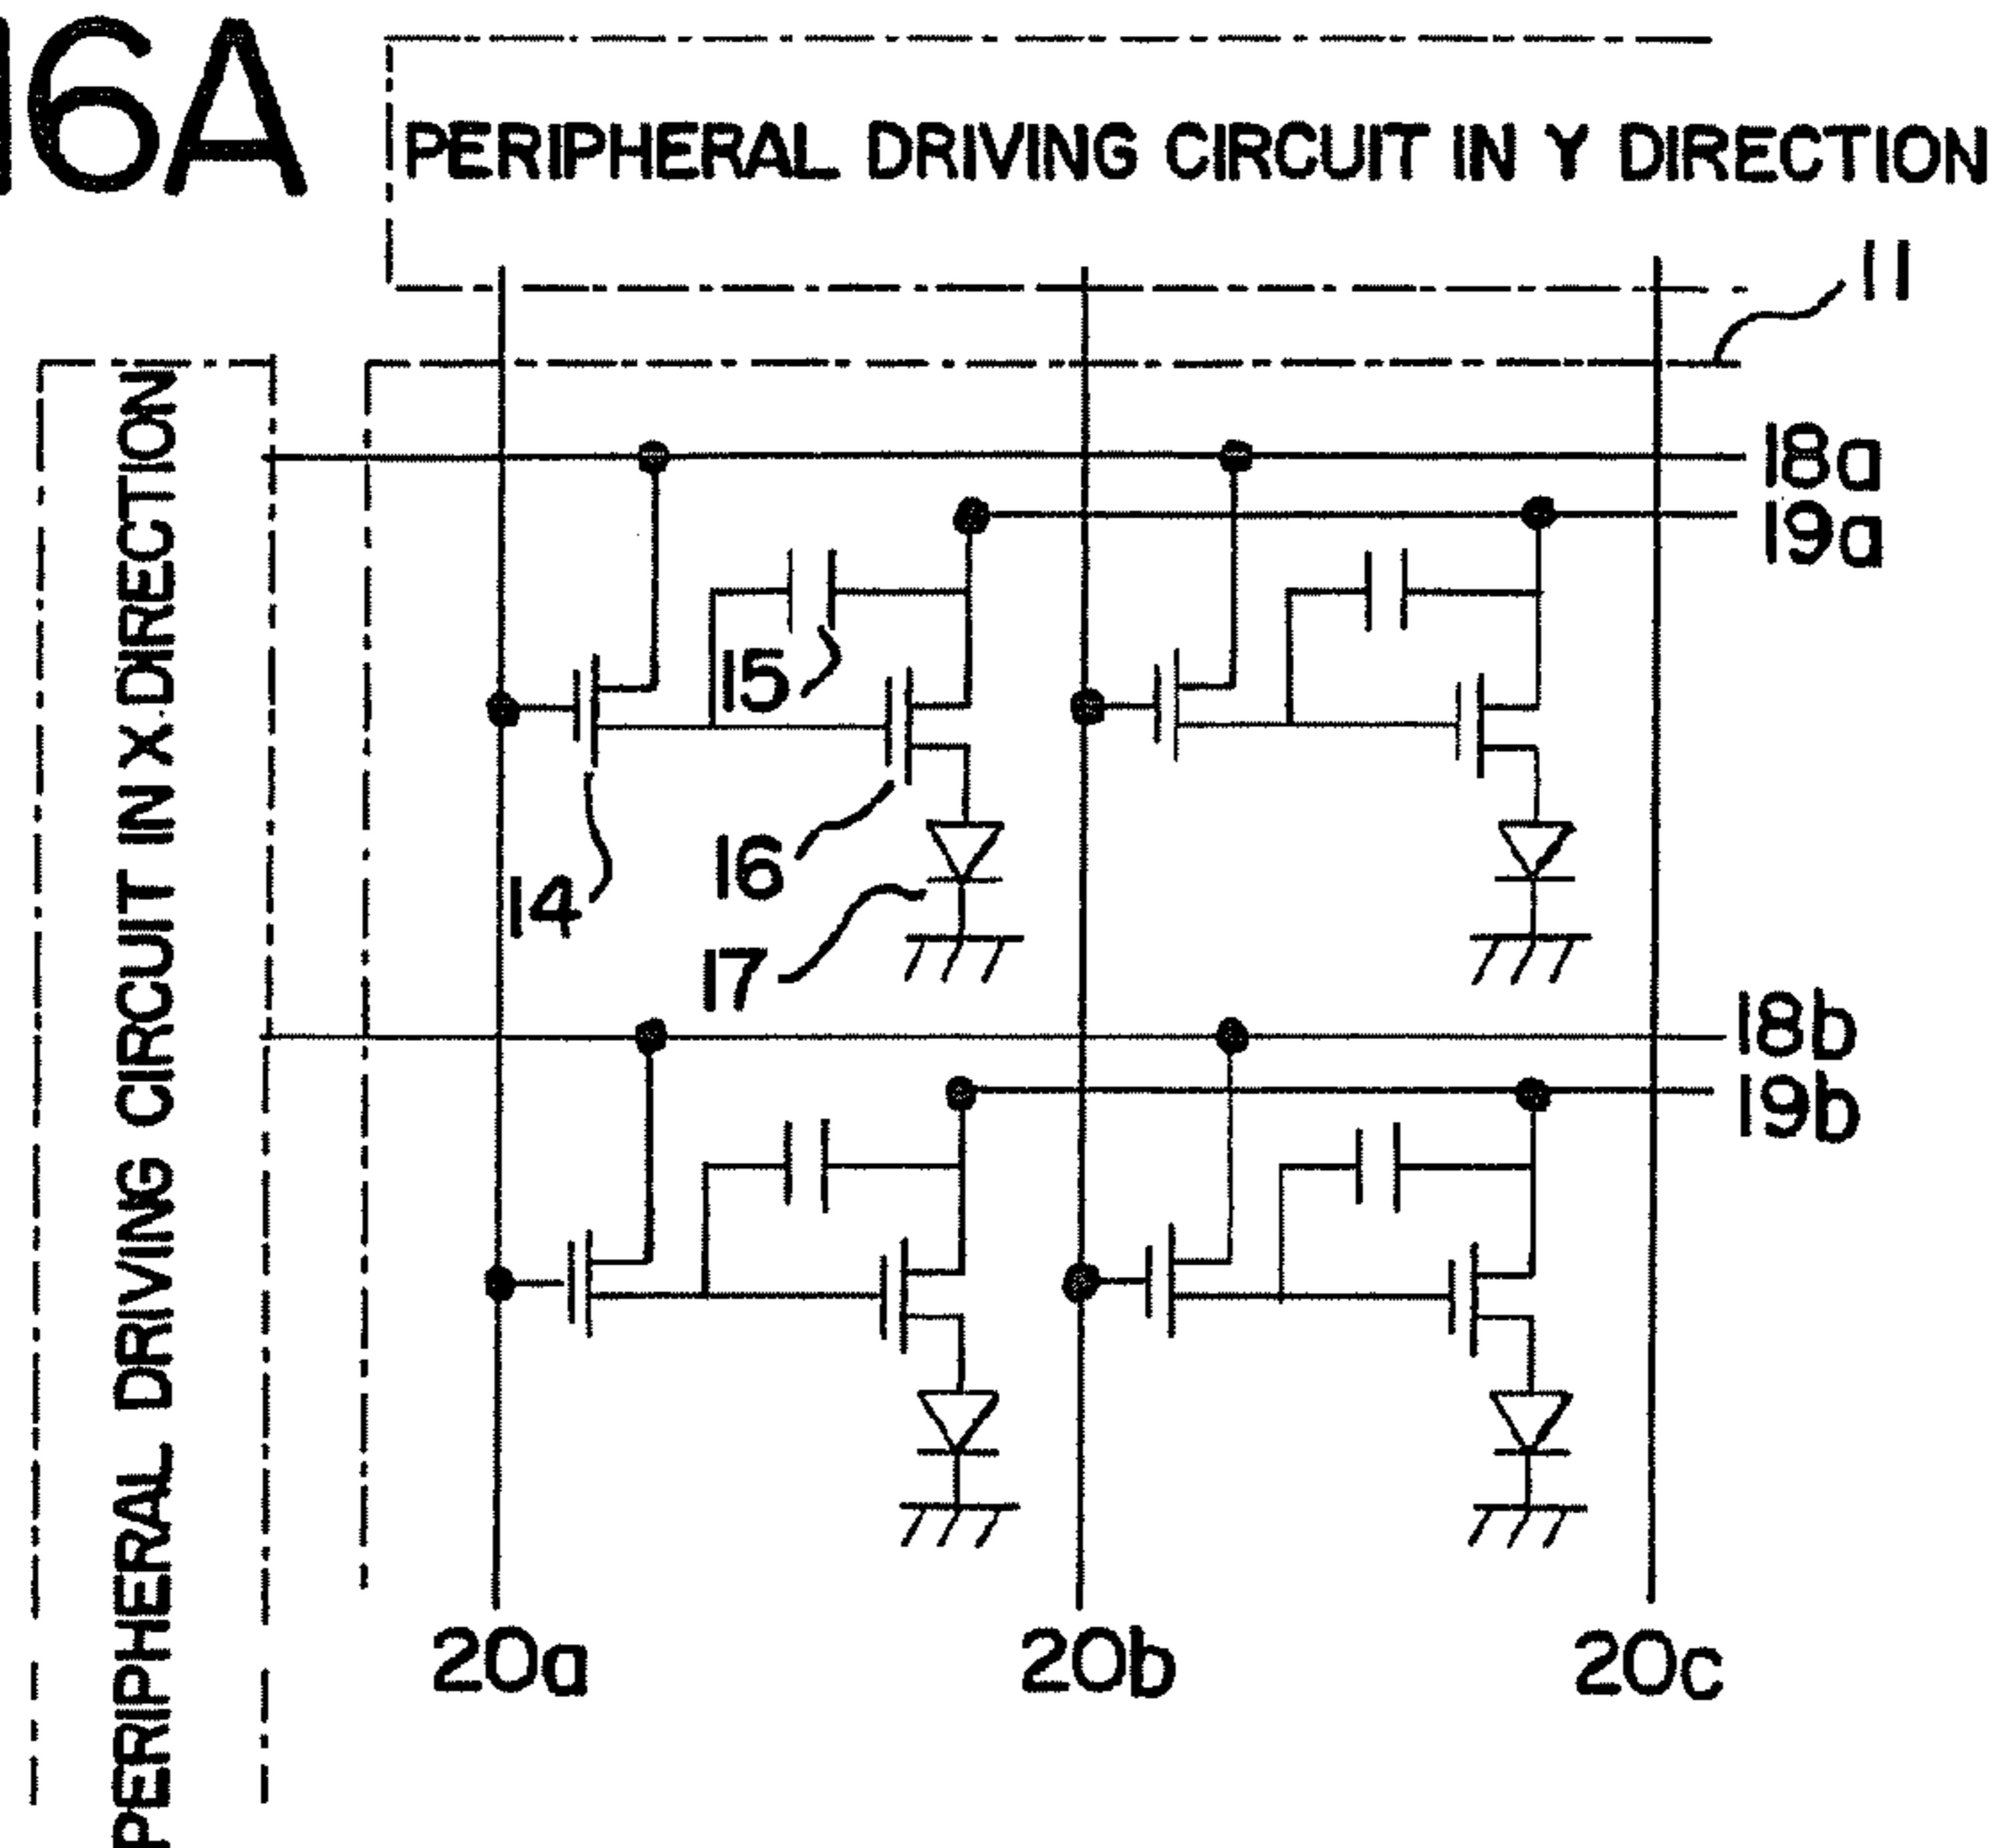 16A
PERIPHERAL DRIVING CIRCUIT IN Y DIRECTION
11
PERIPHERAL DRIVING CIRCUIT IN X DIRECTION
18a
19a
15
16
14
17
18b
19b
20a
20b
20c